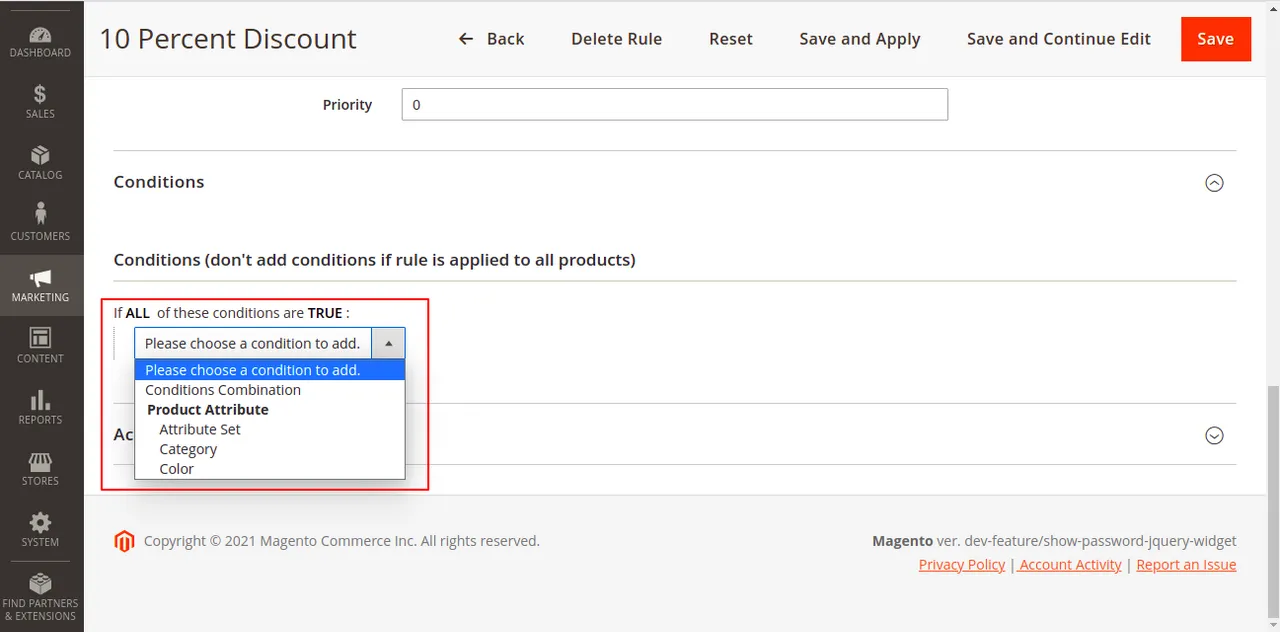 DASHBOARD
SALES
CATALOG
CUSTOMERS
MARKETING
CONTENT
REPORTS
STORES
SYSTEM
FIND PARTNERS
& EXTENSIONS
10 Percent Discount
Back Delete Rule Reset Save and Apply Save and Continue Edit Save
Priority 0
Conditions
Conditions (don't add conditions if rule is applied to all products)
If ALL of these conditions are TRUE :
Please choose a condition to add.
Please choose a condition to add.
Conditions Combination
Product Attribute
Attribute Set
Category
Color
Copyright © 2021 Magento Commerce Inc. All rights reserved.
Magento ver. dev-feature/show-password-jquery-widget
Privacy Policy | Account Activity | Report an Issue